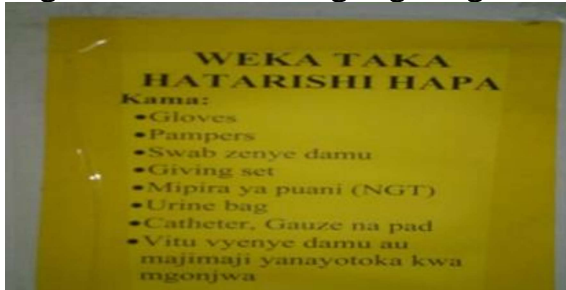 WEKA TAKA
HATARISHI HAPA
Kama:
•Gloves
•Pampers
•Swab zenye damu
•Giving set
•Mipira ya puani (NGT)
•Urine bag
•Catheter, Gauze na pad
•Vitu vyenye damu au
majimaji yanayotoka kwa
mgonjwa